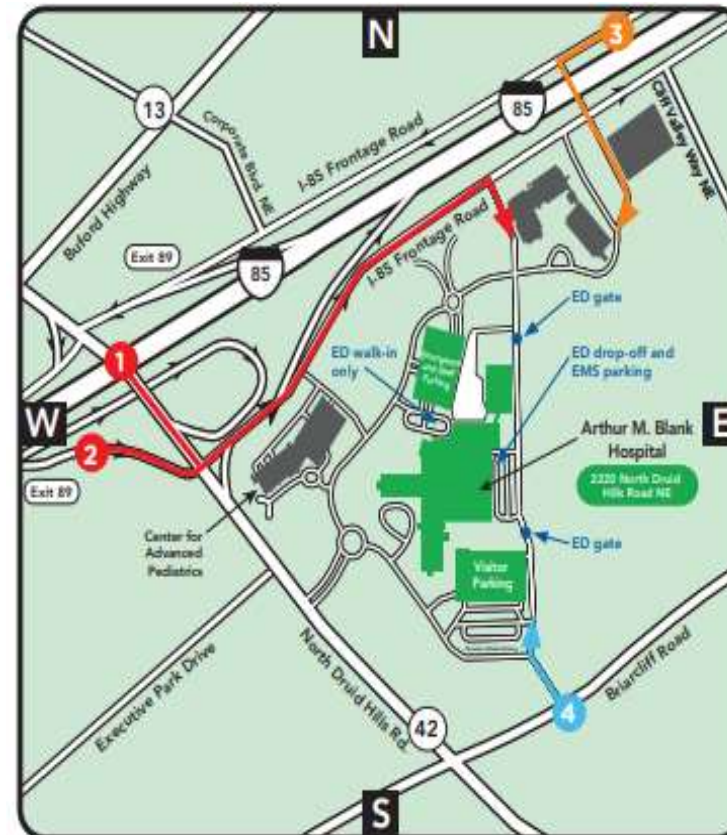 N
3
13
Corporate Blvd. NE
85
Cliff Valley Way NE
Buford Highway
I-85 Frontage Road
Exit 89
85
I-85 Frontage Road
ED gate
1
ED walk-in
only
Parking
ED drop-off and
EMS parking
W
E
2
Arthur M. Blank
Hospital
2220 North Druid
Hills Road NE
Exit 89
Center for
Advanced
Pediatrics
ED gate
Visitor
Parking
Executive Park Drive
North Druid Hills Rd.
Briarcliff Road
4
42
S